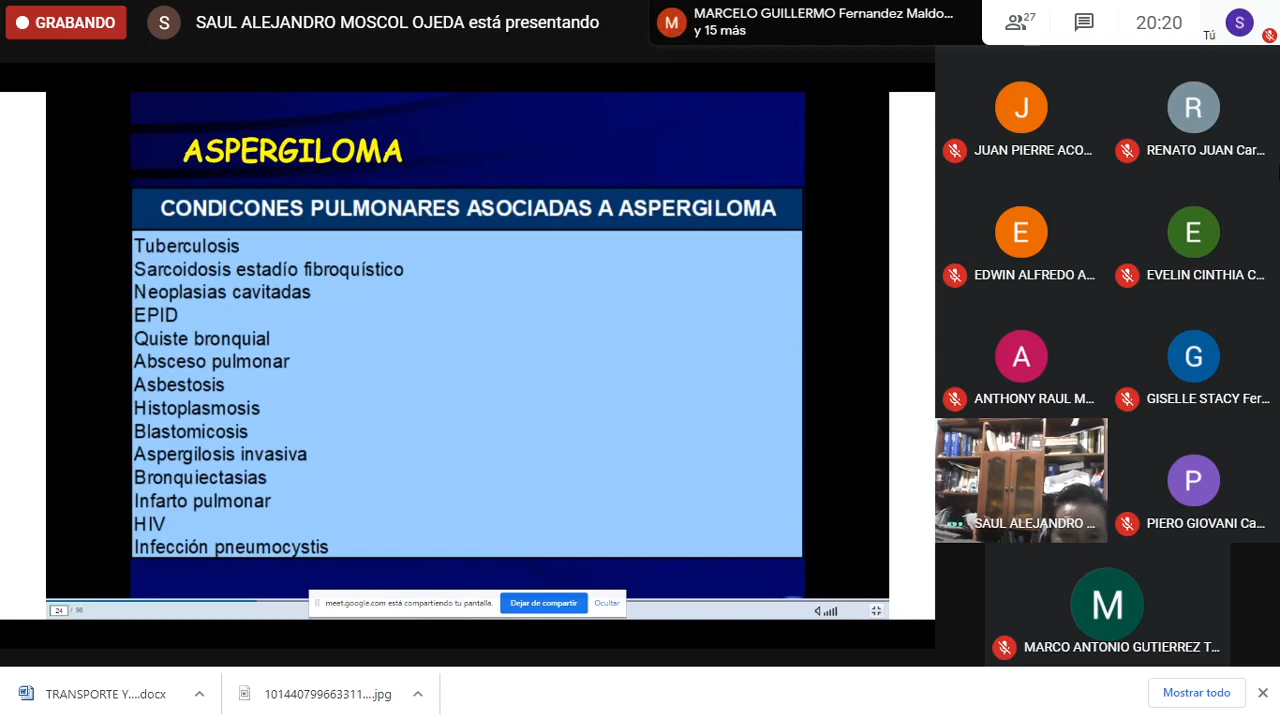 GRABANDO
S
SAUL ALEJANDRO MOSCOL OJEDA está presentando
M
MARCELO GUILLERMO Fernandez Maldo...
y 15 más
27
20:20
Tú
S
ASPERGILOMA
CONDICONES PULMONARES ASOCIADAS A ASPERGILOMA
Tuberculosis
Sarcoidosis estadío fibroquístico
Neoplasias cavitadas
EPID
Quiste bronquial
Absceso pulmonar
Asbestosis
Histoplasmosis
Blastomicosis
Aspergilosis invasiva
Bronquiectasias
Infarto pulmonar
HIV
Infección pneumocystis
24 / 98
meet.google.com está compartiendo tu pantalla.
Dejar de compartir
Ocultar
J
JUAN PIERRE ACO...
R
RENATO JUAN Car...
E
EDWIN ALFREDO A...
E
EVELIN CINTHIA C...
A
ANTHONY RAUL M...
G
GISELLE STACY Fer...
SAUL ALEJANDRO ...
P
PIERO GIOVANI Ca...
M
MARCO ANTONIO GUTIERREZ T...
TRANSPORTE Y....docx
101440799663311....jpg
Mostrar todo